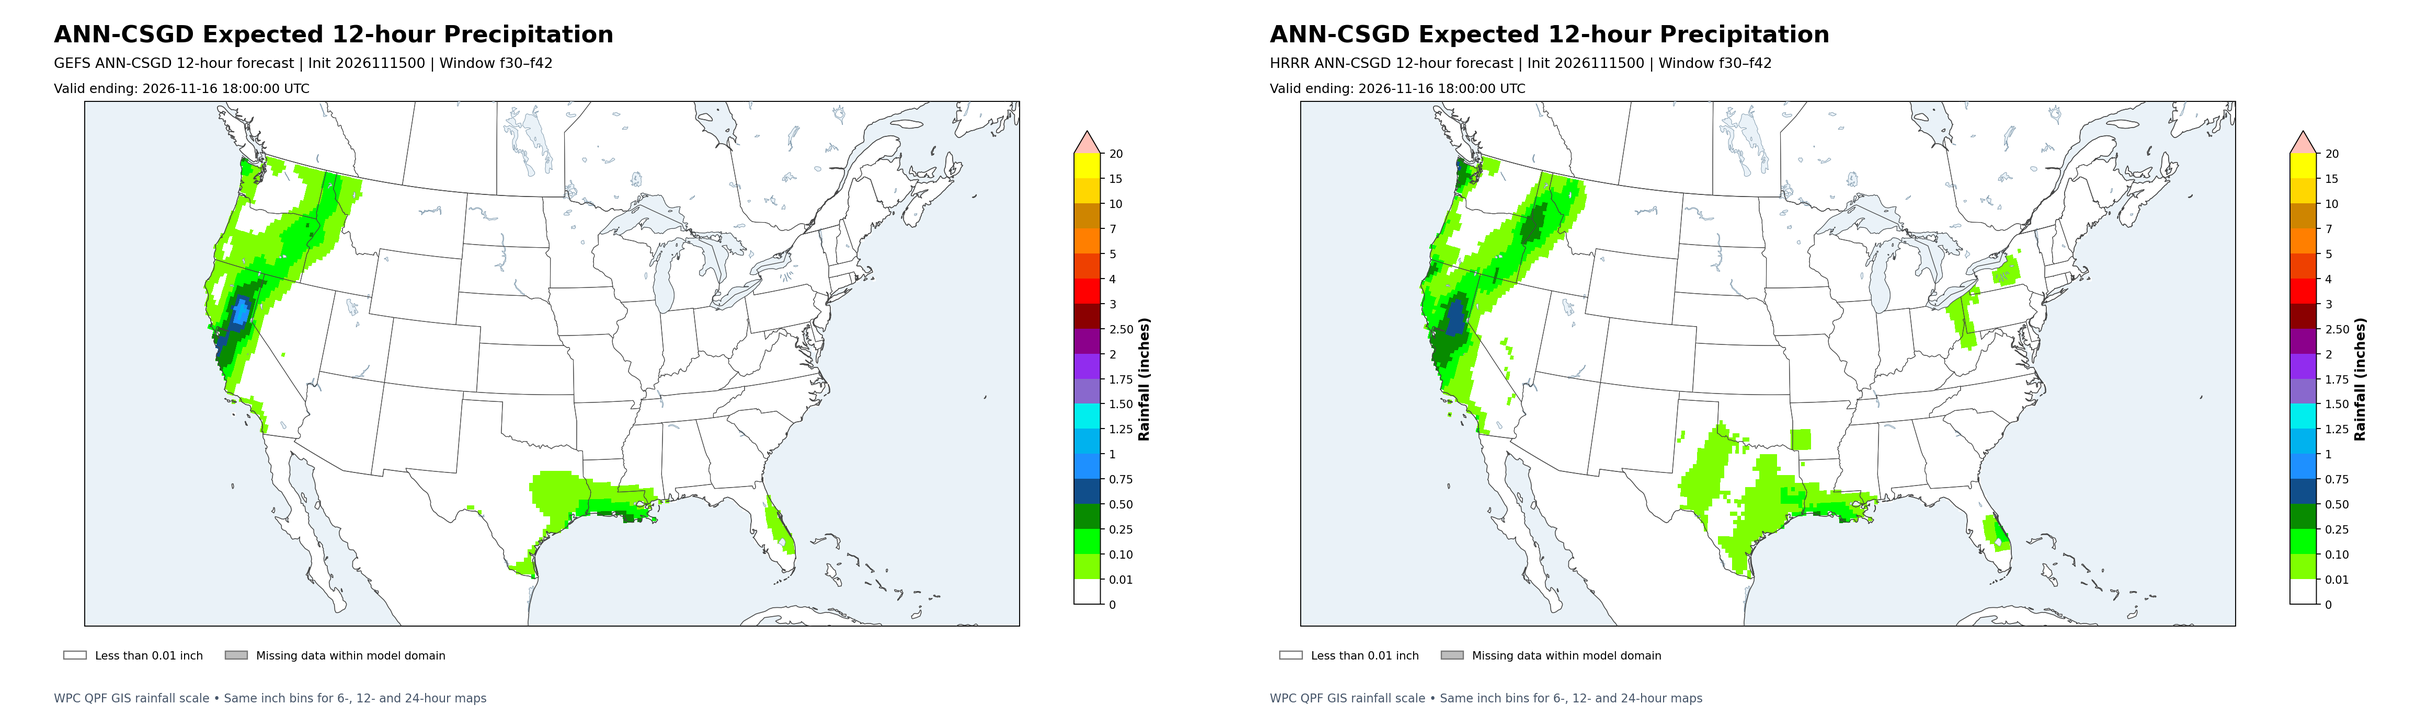 ANN-CSGD Expected 12-hour Precipitation
GEFS ANN-CSGD 12-hour forecast | Init 2026111500 | Window f30–f42
Valid ending: 2026-11-16 18:00:00 UTC
20
15
10
7
5
4
3
2.50
2
1.75
1.50
1.25
1
0.75
0.50
0.25
0.10
0.01
0
Rainfall (inches)
Less than 0.01 inch
Missing data within model domain
WPC QPF GIS rainfall scale • Same inch bins for 6-, 12- and 24-hour maps
ANN-CSGD Expected 12-hour Precipitation
HRRR ANN-CSGD 12-hour forecast | Init 2026111500 | Window f30–f42
Valid ending: 2026-11-16 18:00:00 UTC
20
15
10
7
5
4
3
2.50
2
1.75
1.50
1.25
1
0.75
0.50
0.25
0.10
0.01
0
Rainfall (inches)
Less than 0.01 inch
Missing data within model domain
WPC QPF GIS rainfall scale • Same inch bins for 6-, 12- and 24-hour maps